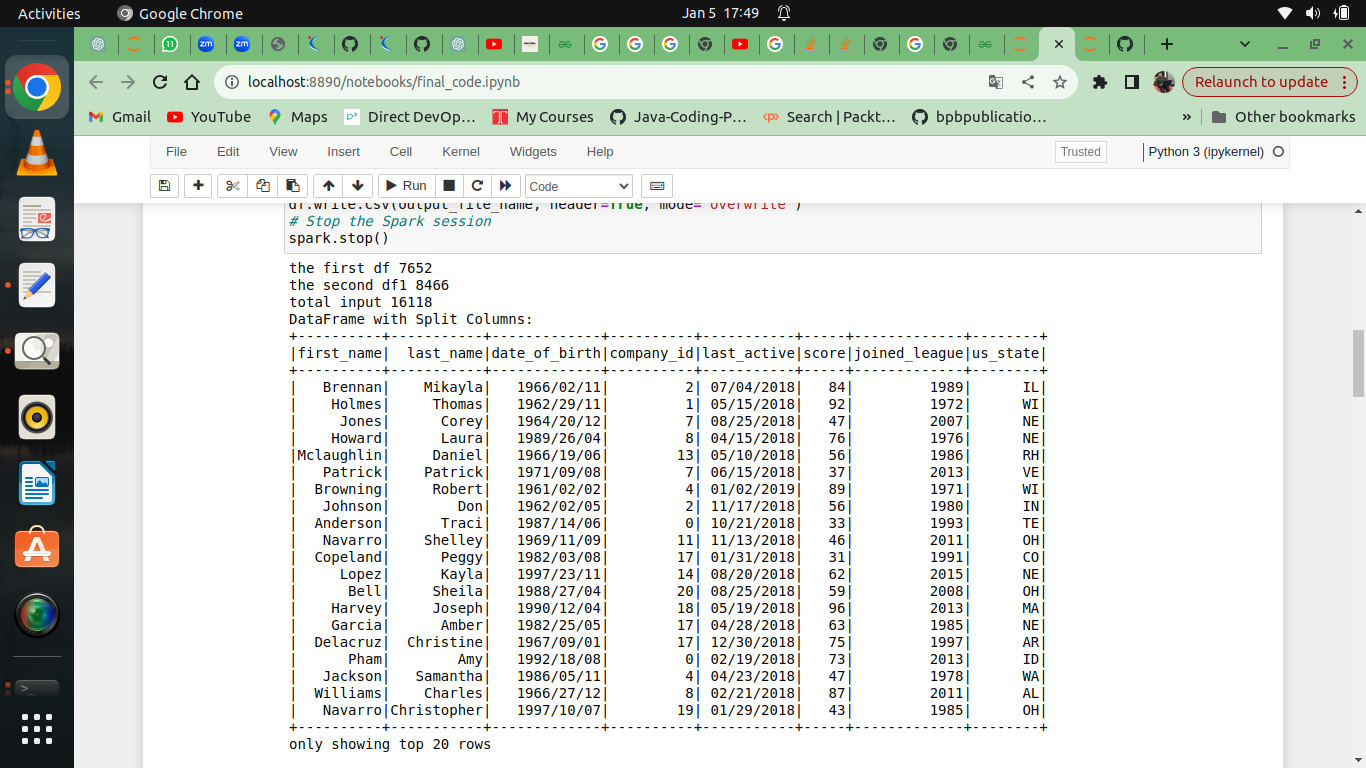 Activities Google Chrome Jan 5 17:49
localhost:8890/notebooks/final_code.ipynb Relaunch to update
Gmail YouTube Maps Direct DevOp… My Courses Java-Coding-P… Search | Packt… bpbpublicatio… » Other bookmarks
File Edit View Insert Cell Kernel Widgets Help Trusted Python 3 (ipykernel)
Run Code
df.write.csv(output_file_name, header=True, mode="overwrite")
# Stop the Spark session
spark.stop()
the first df 7652
the second df1 8466
total input 16118
DataFrame with Split Columns:
+----------+-----------+-------------+----------+-----------+-----+-------------+--------+
|first_name|  last_name|date_of_birth|company_id|last_active|score|joined_league|us_state|
+----------+-----------+-------------+----------+-----------+-----+-------------+--------+
|   Brennan|    Mikayla|   1966/02/11|         2| 07/04/2018|   84|         1989|      IL|
|    Holmes|     Thomas|   1962/29/11|         1| 05/15/2018|   92|         1972|      WI|
|     Jones|      Corey|   1964/20/12|         7| 08/25/2018|   47|         2007|      NE|
|    Howard|      Laura|   1989/26/04|         8| 04/15/2018|   76|         1976|      NE|
|Mclaughlin|     Daniel|   1966/19/06|        13| 05/10/2018|   56|         1986|      RH|
|   Patrick|    Patrick|   1971/09/08|         7| 06/15/2018|   37|         2013|      VE|
|  Browning|     Robert|   1961/02/02|         4| 01/02/2019|   89|         1971|      WI|
|   Johnson|        Don|   1962/02/05|         2| 11/17/2018|   56|         1980|      IN|
|  Anderson|      Traci|   1987/14/06|         0| 10/21/2018|   33|         1993|      TE|
|   Navarro|    Shelley|   1969/11/09|        11| 11/13/2018|   46|         2011|      OH|
|  Copeland|      Peggy|   1982/03/08|        17| 01/31/2018|   31|         1991|      CO|
|     Lopez|      Kayla|   1997/23/11|        14| 08/20/2018|   62|         2015|      NE|
|      Bell|     Sheila|   1988/27/04|        20| 08/25/2018|   59|         2008|      OH|
|    Harvey|     Joseph|   1990/12/04|        18| 05/19/2018|   96|         2013|      MA|
|    Garcia|      Amber|   1982/25/05|        17| 04/28/2018|   63|         1985|      NE|
|  Delacruz|  Christine|   1967/09/01|        17| 12/30/2018|   75|         1997|      AR|
|      Pham|        Amy|   1992/18/08|         0| 02/19/2018|   73|         2013|      ID|
|   Jackson|   Samantha|   1986/05/11|         4| 04/23/2018|   47|         1978|      WA|
|  Williams|    Charles|   1966/27/12|         8| 02/21/2018|   87|         2011|      AL|
|   Navarro|Christopher|   1997/10/07|        19| 01/29/2018|   43|         1985|      OH|
+----------+-----------+-------------+----------+-----------+-----+-------------+--------+
only showing top 20 rows